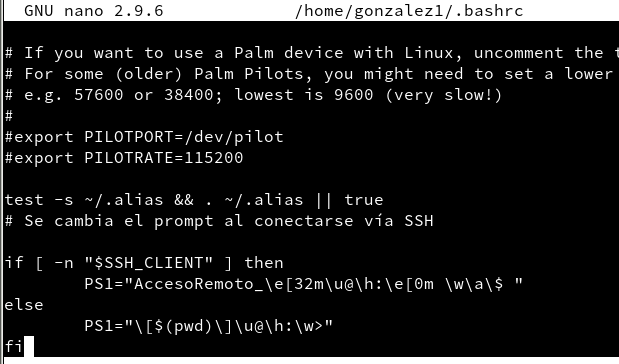 GNU nano 2.9.6 /home/gonzalez1/.bashrc
# If you want to use a Palm device with Linux, uncomment the
# For some (older) Palm Pilots, you might need to set a lower
# e.g. 57600 or 38400; lowest is 9600 (very slow!)
#
#export PILOTPORT=/dev/pilot
#export PILOTRATE=115200
test -s ~/.alias && . ~/.alias || true
# Se cambia el prompt al conectarse vía SSH
if [ -n "$SSH_CLIENT" ] then
PS1="AccesoRemoto_\e[32m\u@\h:\e[0m \w\a\$ "
else
PS1="\[$(pwd)\]\u@\h:\w>"
fi